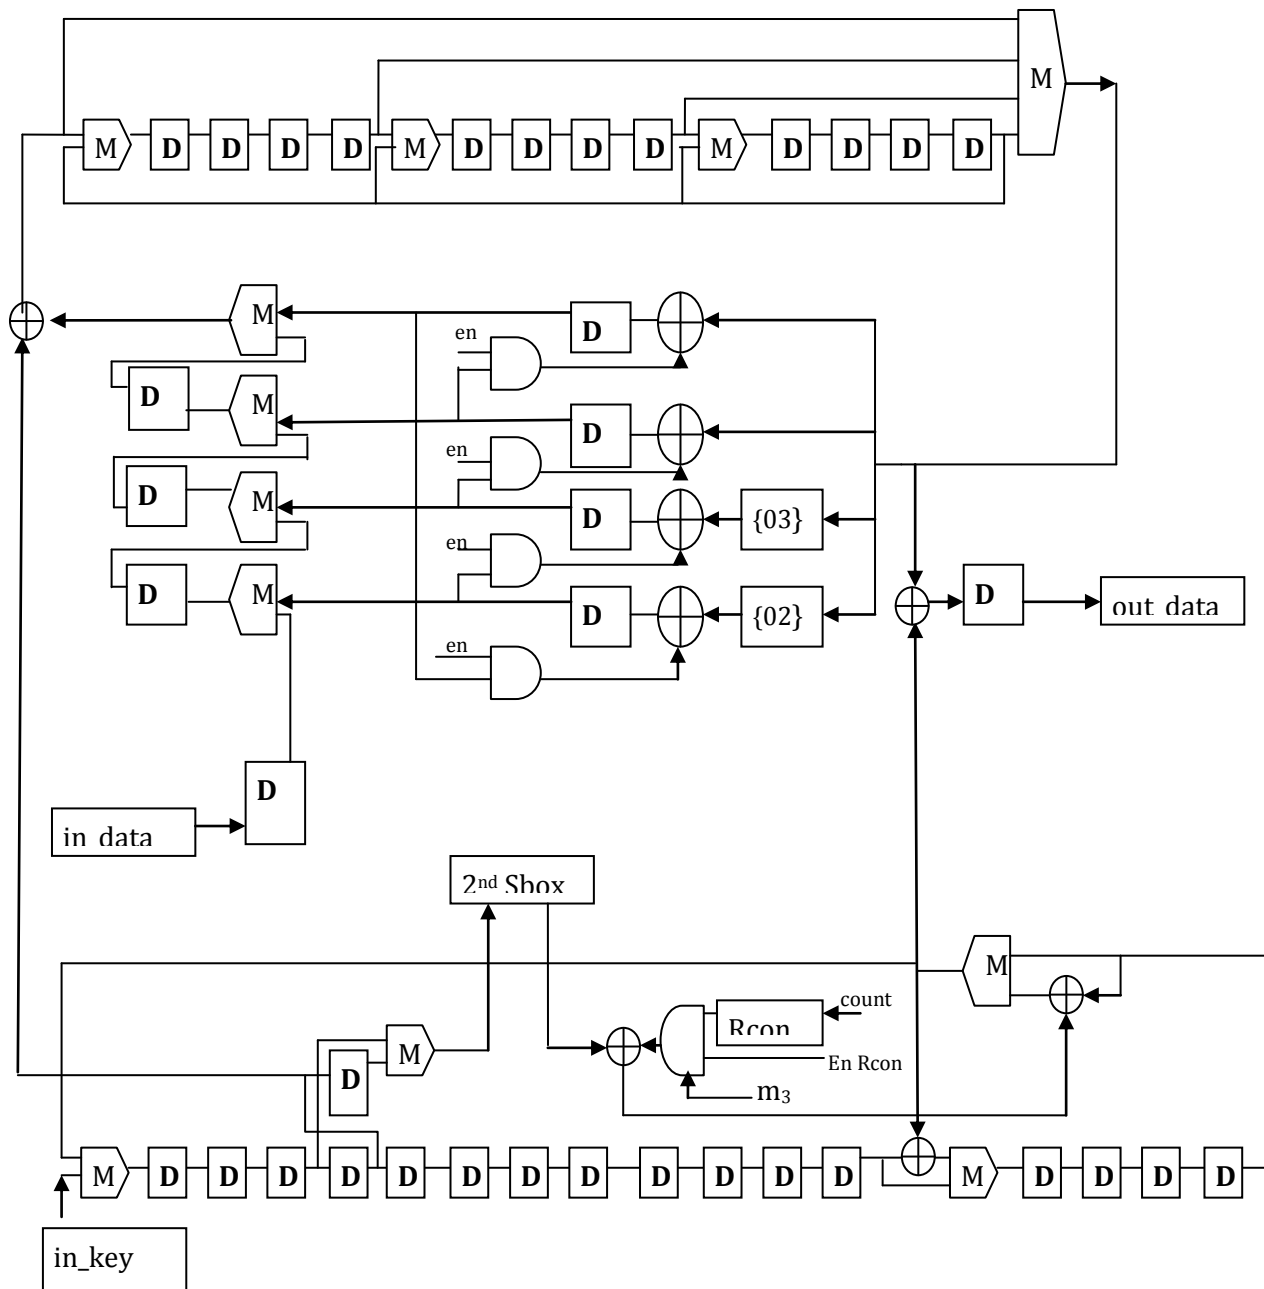 M
M D D D D M D D D D M D D D D
M D
en
D M D
en
D M D {03}
en
D M D {02} D out_data
en
D
in_data
2nd Sbox
M
Rcon count
M D En Rcon
m3
M D D D D D D D D D D D D M D D D D
in_key